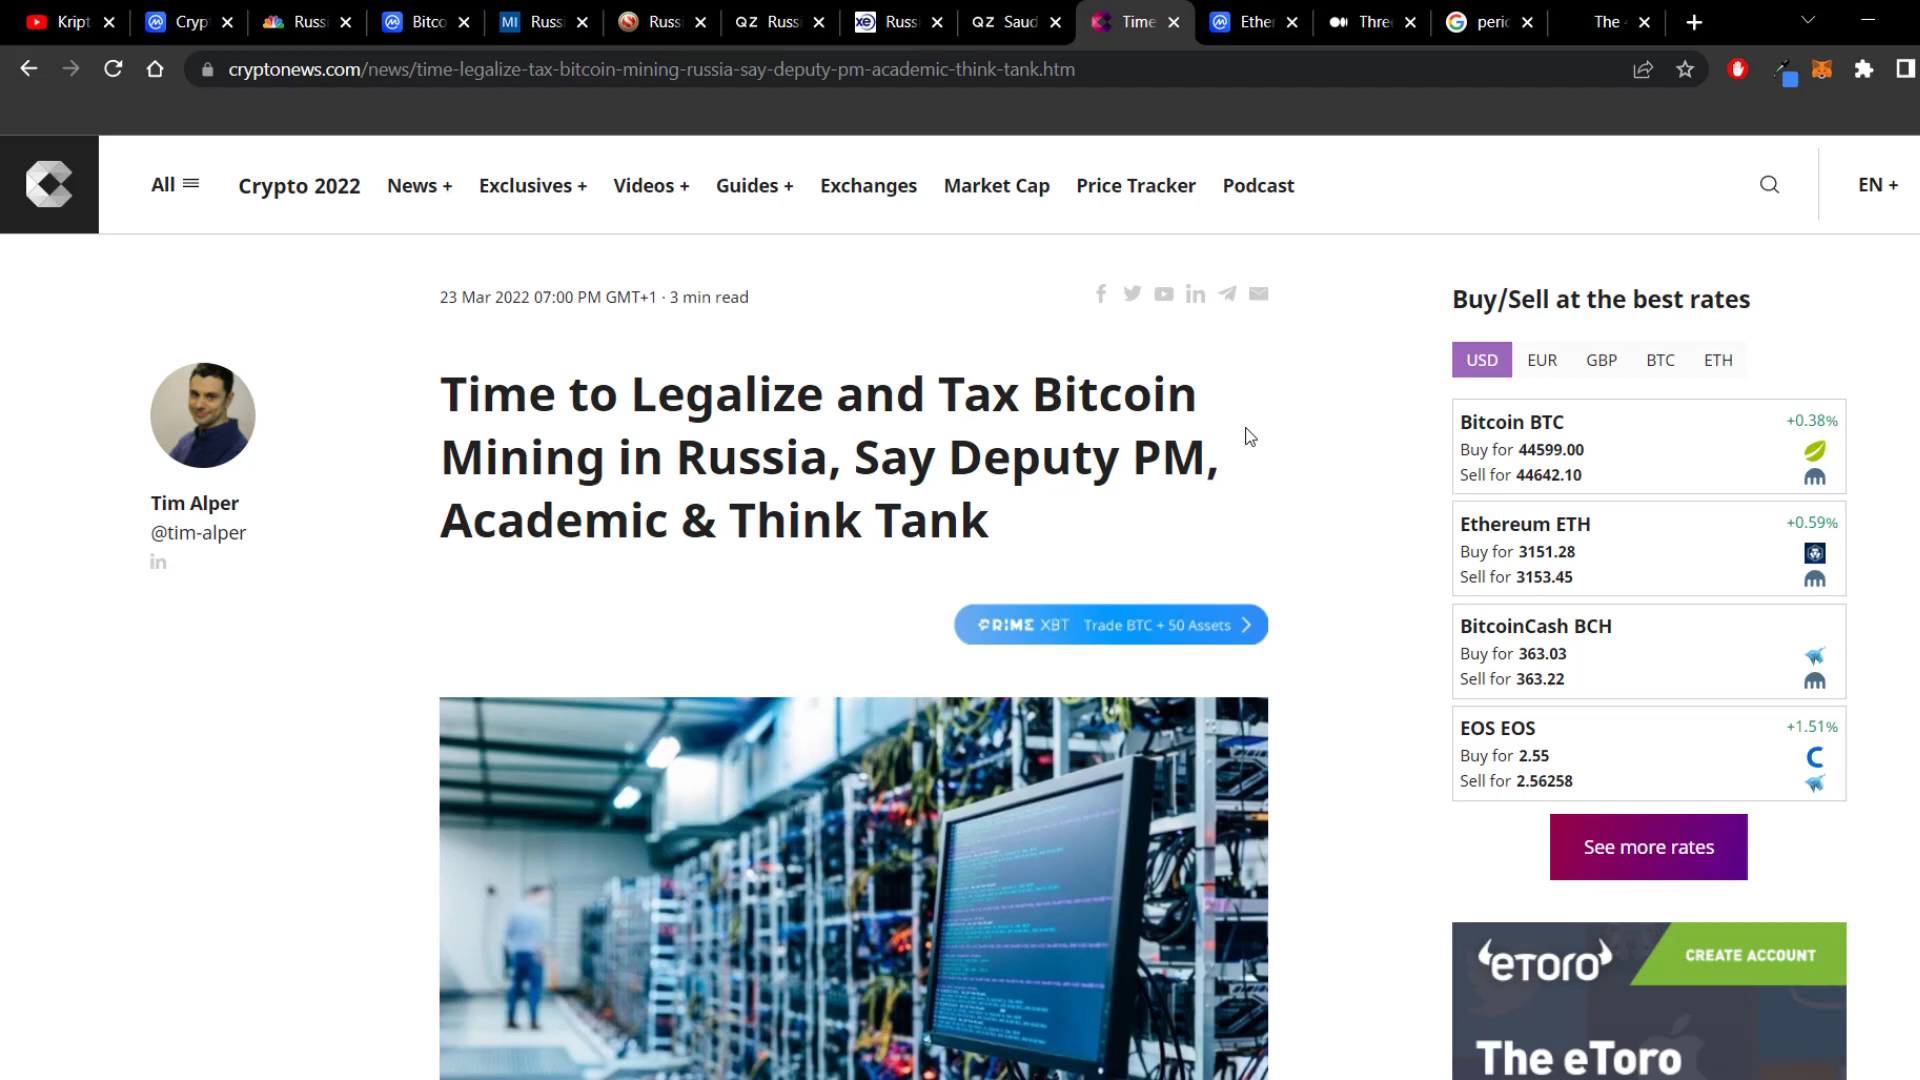 Kript
Cryp
Russi
Bitco
Russi
Russi
Russi
Russi
Saud
Time
Ether
Three
peric
The
cryptonews.com/news/time-legalize-tax-bitcoin-mining-russia-say-deputy-pm-academic-think-tank.htm
All
Crypto 2022
News +
Exclusives +
Videos +
Guides +
Exchanges
Market Cap
Price Tracker
Podcast
EN +
23 Mar 2022 07:00 PM GMT+1 · 3 min read
Tim Alper
@tim-alper
Time to Legalize and Tax Bitcoin
Mining in Russia, Say Deputy PM,
Academic & Think Tank
PRIME XBT Trade BTC + 50 Assets
Buy/Sell at the best rates
USD EUR GBP BTC ETH
Bitcoin BTC +0.38%
Buy for 44599.00
Sell for 44642.10
Ethereum ETH +0.59%
Buy for 3151.28
Sell for 3153.45
BitcoinCash BCH
Buy for 363.03
Sell for 363.22
EOS EOS +1.51%
Buy for 2.55
Sell for 2.56258
See more rates
eToro
CREATE ACCOUNT
The eToro